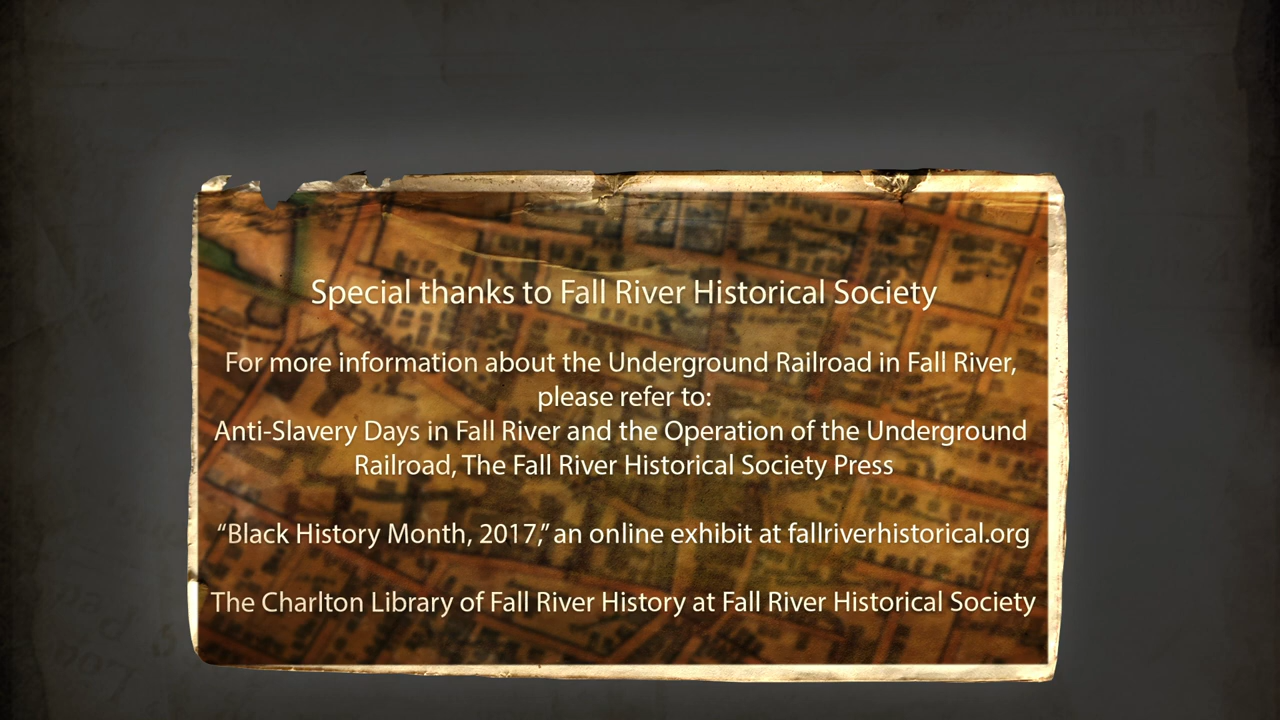 Special thanks to Fall River Historical Society
For more information about the Underground Railroad in Fall River,
please refer to:
Anti-Slavery Days in Fall River and the Operation of the Underground
Railroad, The Fall River Historical Society Press
“Black History Month, 2017,” an online exhibit at fallriverhistorical.org
The Charlton Library of Fall River History at Fall River Historical Society